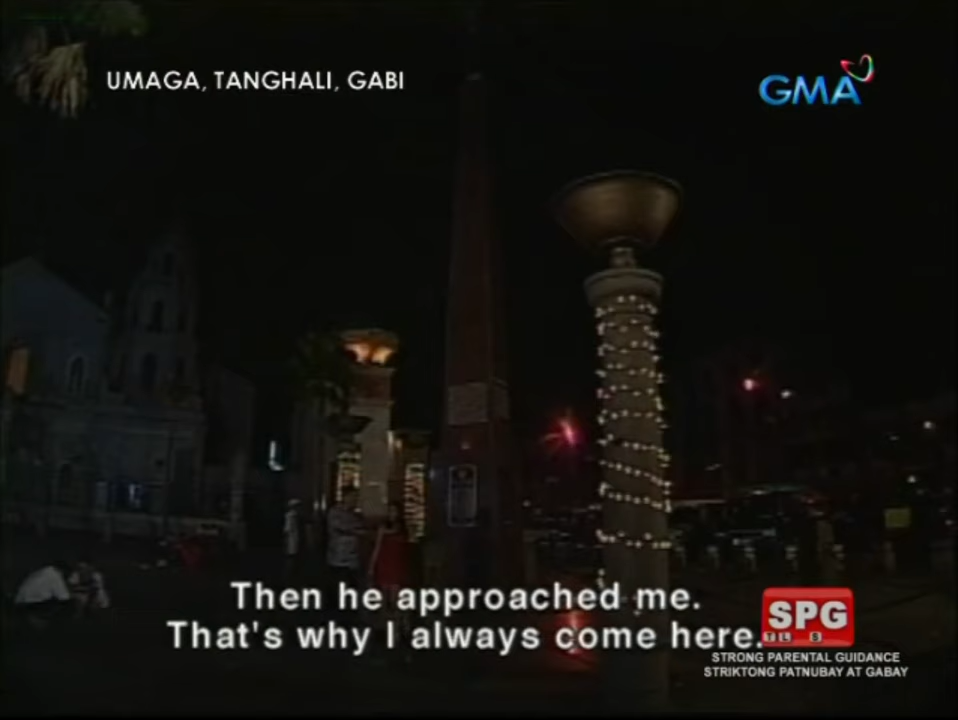 UMAGA, TANGHALI, GABI
GMA
Then he approached me.
That's why I always come here.
SPG
TL S
STRONG PARENTAL GUIDANCE
STRIKTONG PATNUBAY AT GABAY